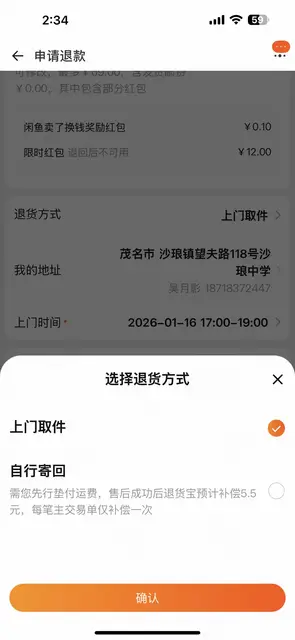 2:34
59
申请退款
¥0.00，其中包含部分红包
闲鱼卖了换钱奖励红包 ¥0.10
限时红包 退回后不可用 ¥12.00
退货方式 上门取件
茂名市 沙琅镇望夫路118号沙
我的地址 琅中学
吴月影 18718372447
上门时间 2026-01-16 17:00-19:00
选择退货方式
上门取件
自行寄回
需您先行垫付运费，售后成功后退货宝预计补偿5.5
元，每笔主交易单仅补偿一次
确认